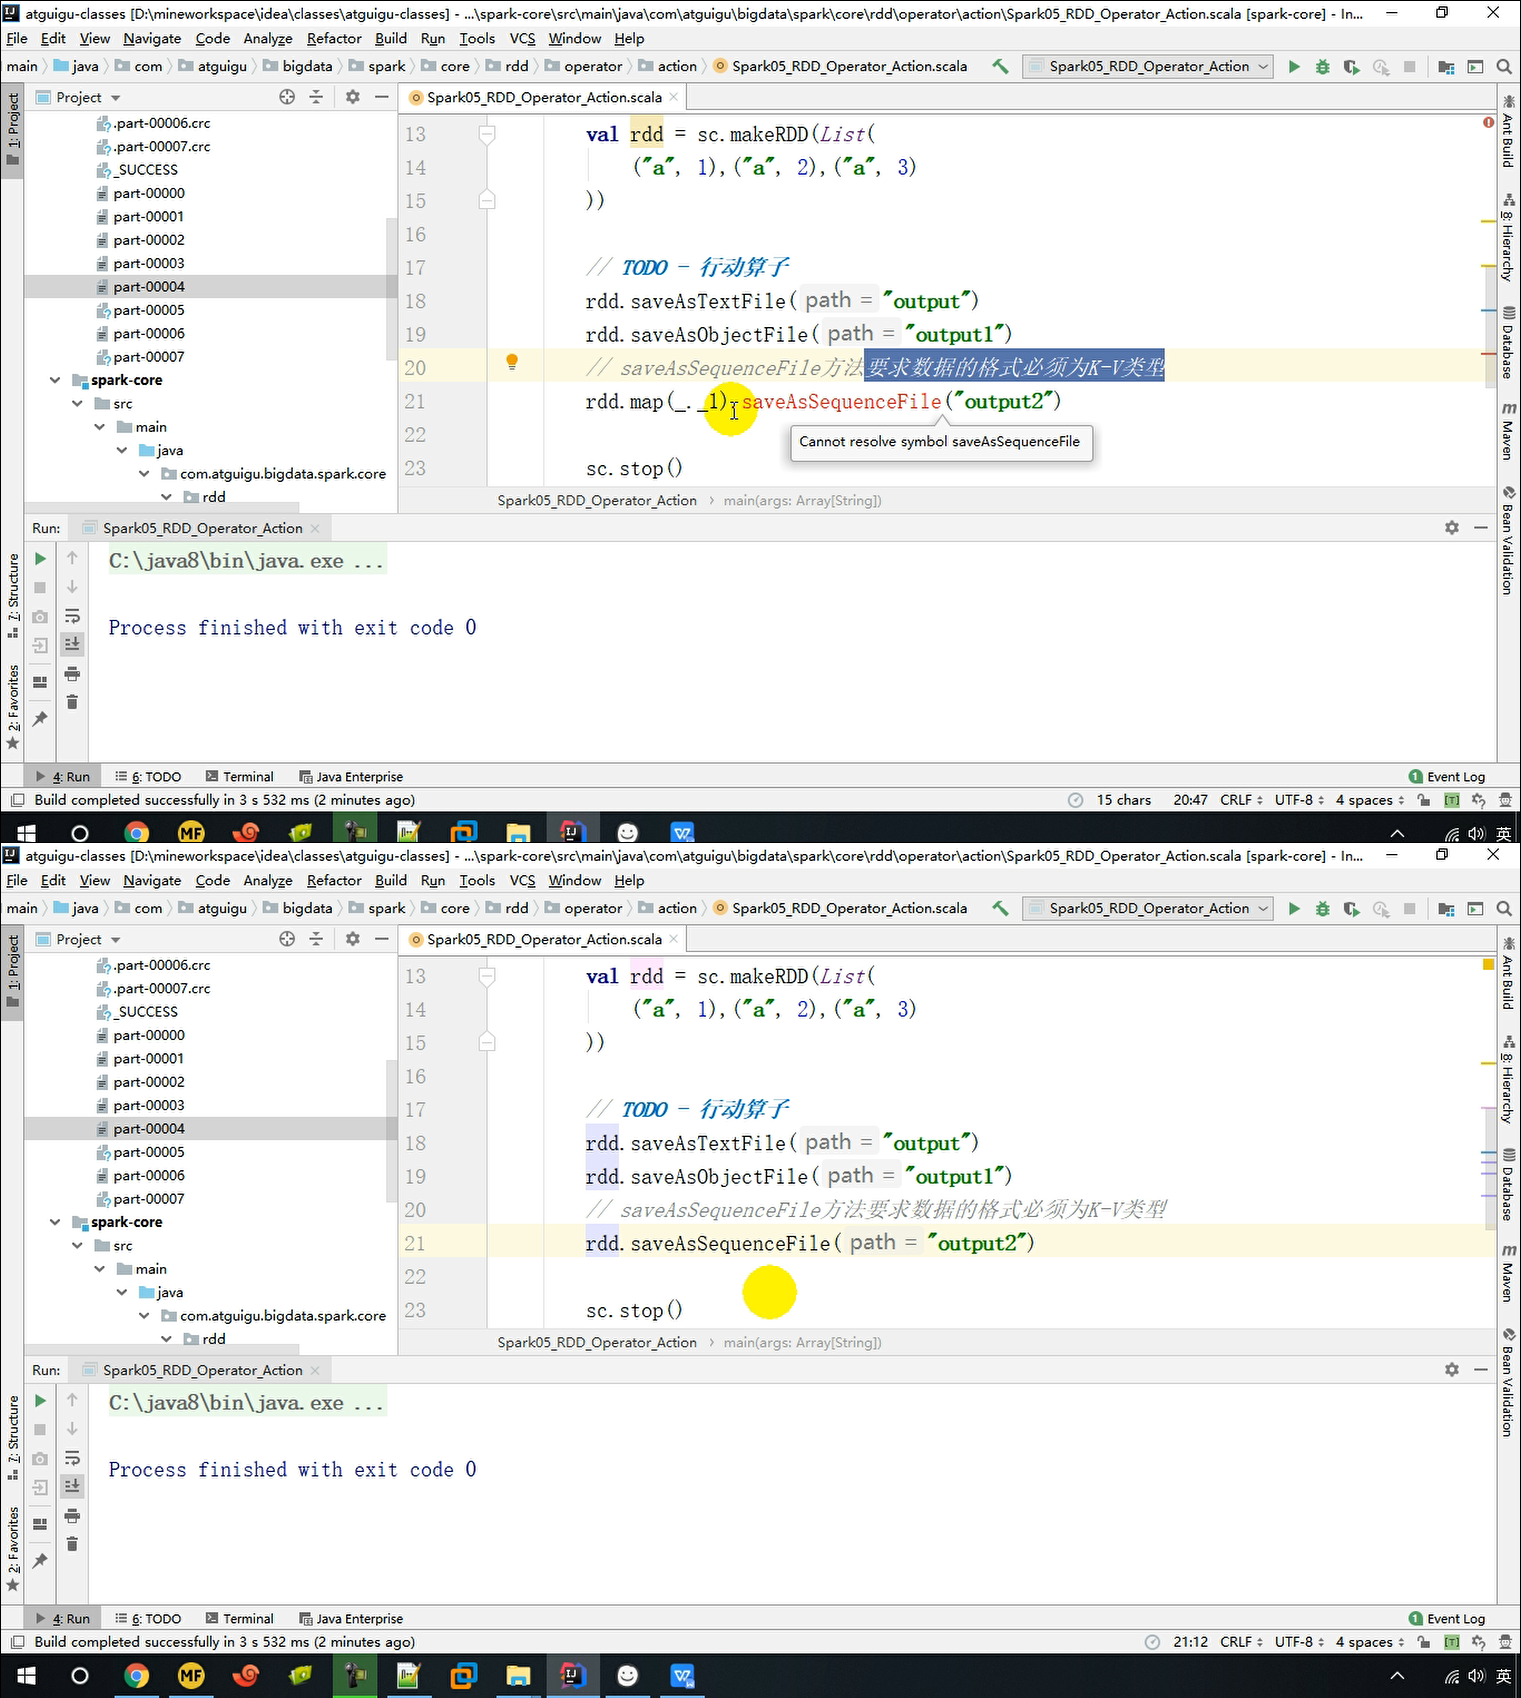 atguigu-classes [D:\mineworkspace\idea\classes\atguigu-classes] - ...\spark-core\src\main\java\com\atguigu\bigdata\spark\core\rdd\operator\action\Spark05_RDD_Operator_Action.scala [spark-core] - In...
File Edit View Navigate Code Analyze Refactor Build Run Tools VCS Window Help
main java com atguigu bigdata spark core rdd operator action Spark05_RDD_Operator_Action.scala Spark05_RDD_Operator_Action
1: Project
Project
Spark05_RDD_Operator_Action.scala
.part-00006.crc
.part-00007.crc
_SUCCESS
part-00000
part-00001
part-00002
part-00003
part-00004
part-00005
part-00006
part-00007
spark-core
src
main
java
com.atguigu.bigdata.spark.core
rdd
13 val rdd = sc.makeRDD(List(
14 ("a", 1),("a", 2),("a", 3)
15 ))
16
17 // TODO - 行动算子
18 rdd.saveAsTextFile( path = "output")
19 rdd.saveAsObjectFile( path = "output1")
20 // saveAsSequenceFile方法要求数据的格式必须为K-V类型
21 rdd.map(_._1).saveAsSequenceFile("output2")
22
Cannot resolve symbol saveAsSequenceFile
23 sc.stop()
Spark05_RDD_Operator_Action main(args: Array[String])
Ant Build
8: Hierarchy
Database
Maven
Bean Validation
Run: Spark05_RDD_Operator_Action
C:\java8\bin\java.exe ...
Process finished with exit code 0
7: Structure
2: Favorites
4: Run 6: TODO Terminal Java Enterprise 1 Event Log
Build completed successfully in 3 s 532 ms (2 minutes ago) 15 chars 20:47 CRLF UTF-8 4 spaces [T]
MF IJ 英
atguigu-classes [D:\mineworkspace\idea\classes\atguigu-classes] - ...\spark-core\src\main\java\com\atguigu\bigdata\spark\core\rdd\operator\action\Spark05_RDD_Operator_Action.scala [spark-core] - In...
File Edit View Navigate Code Analyze Refactor Build Run Tools VCS Window Help
main java com atguigu bigdata spark core rdd operator action Spark05_RDD_Operator_Action.scala Spark05_RDD_Operator_Action
1: Project
Project
Spark05_RDD_Operator_Action.scala
.part-00006.crc
.part-00007.crc
_SUCCESS
part-00000
part-00001
part-00002
part-00003
part-00004
part-00005
part-00006
part-00007
spark-core
src
main
java
com.atguigu.bigdata.spark.core
rdd
13 val rdd = sc.makeRDD(List(
14 ("a", 1),("a", 2),("a", 3)
15 ))
16
17 // TODO - 行动算子
18 rdd.saveAsTextFile( path = "output")
19 rdd.saveAsObjectFile( path = "output1")
20 // saveAsSequenceFile方法要求数据的格式必须为K-V类型
21 rdd.saveAsSequenceFile( path = "output2")
22
23 sc.stop()
Spark05_RDD_Operator_Action main(args: Array[String])
Ant Build
8: Hierarchy
Database
Maven
Bean Validation
Run: Spark05_RDD_Operator_Action
C:\java8\bin\java.exe ...
Process finished with exit code 0
7: Structure
2: Favorites
4: Run 6: TODO Terminal Java Enterprise 1 Event Log
Build completed successfully in 3 s 532 ms (2 minutes ago) 21:12 CRLF UTF-8 4 spaces [T]
MF IJ 英